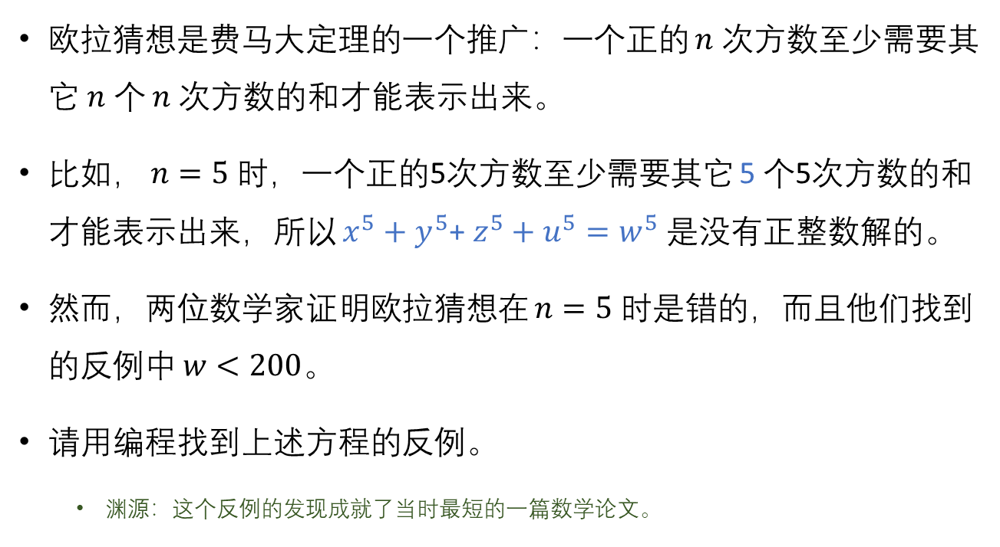 • 欧拉猜想是费马大定理的一个推广：一个正的 n 次方数至少需要其
它 n 个 n 次方数的和才能表示出来。
• 比如， n = 5 时，一个正的5次方数至少需要其它 5 个5次方数的和
才能表示出来，所以 x⁵ + y⁵+ z⁵ + u⁵ = w⁵ 是没有正整数解的。
• 然而，两位数学家证明欧拉猜想在 n = 5 时是错的，而且他们找到
的反例中 w < 200。
• 请用编程找到上述方程的反例。
• 渊源：这个反例的发现成就了当时最短的一篇数学论文。